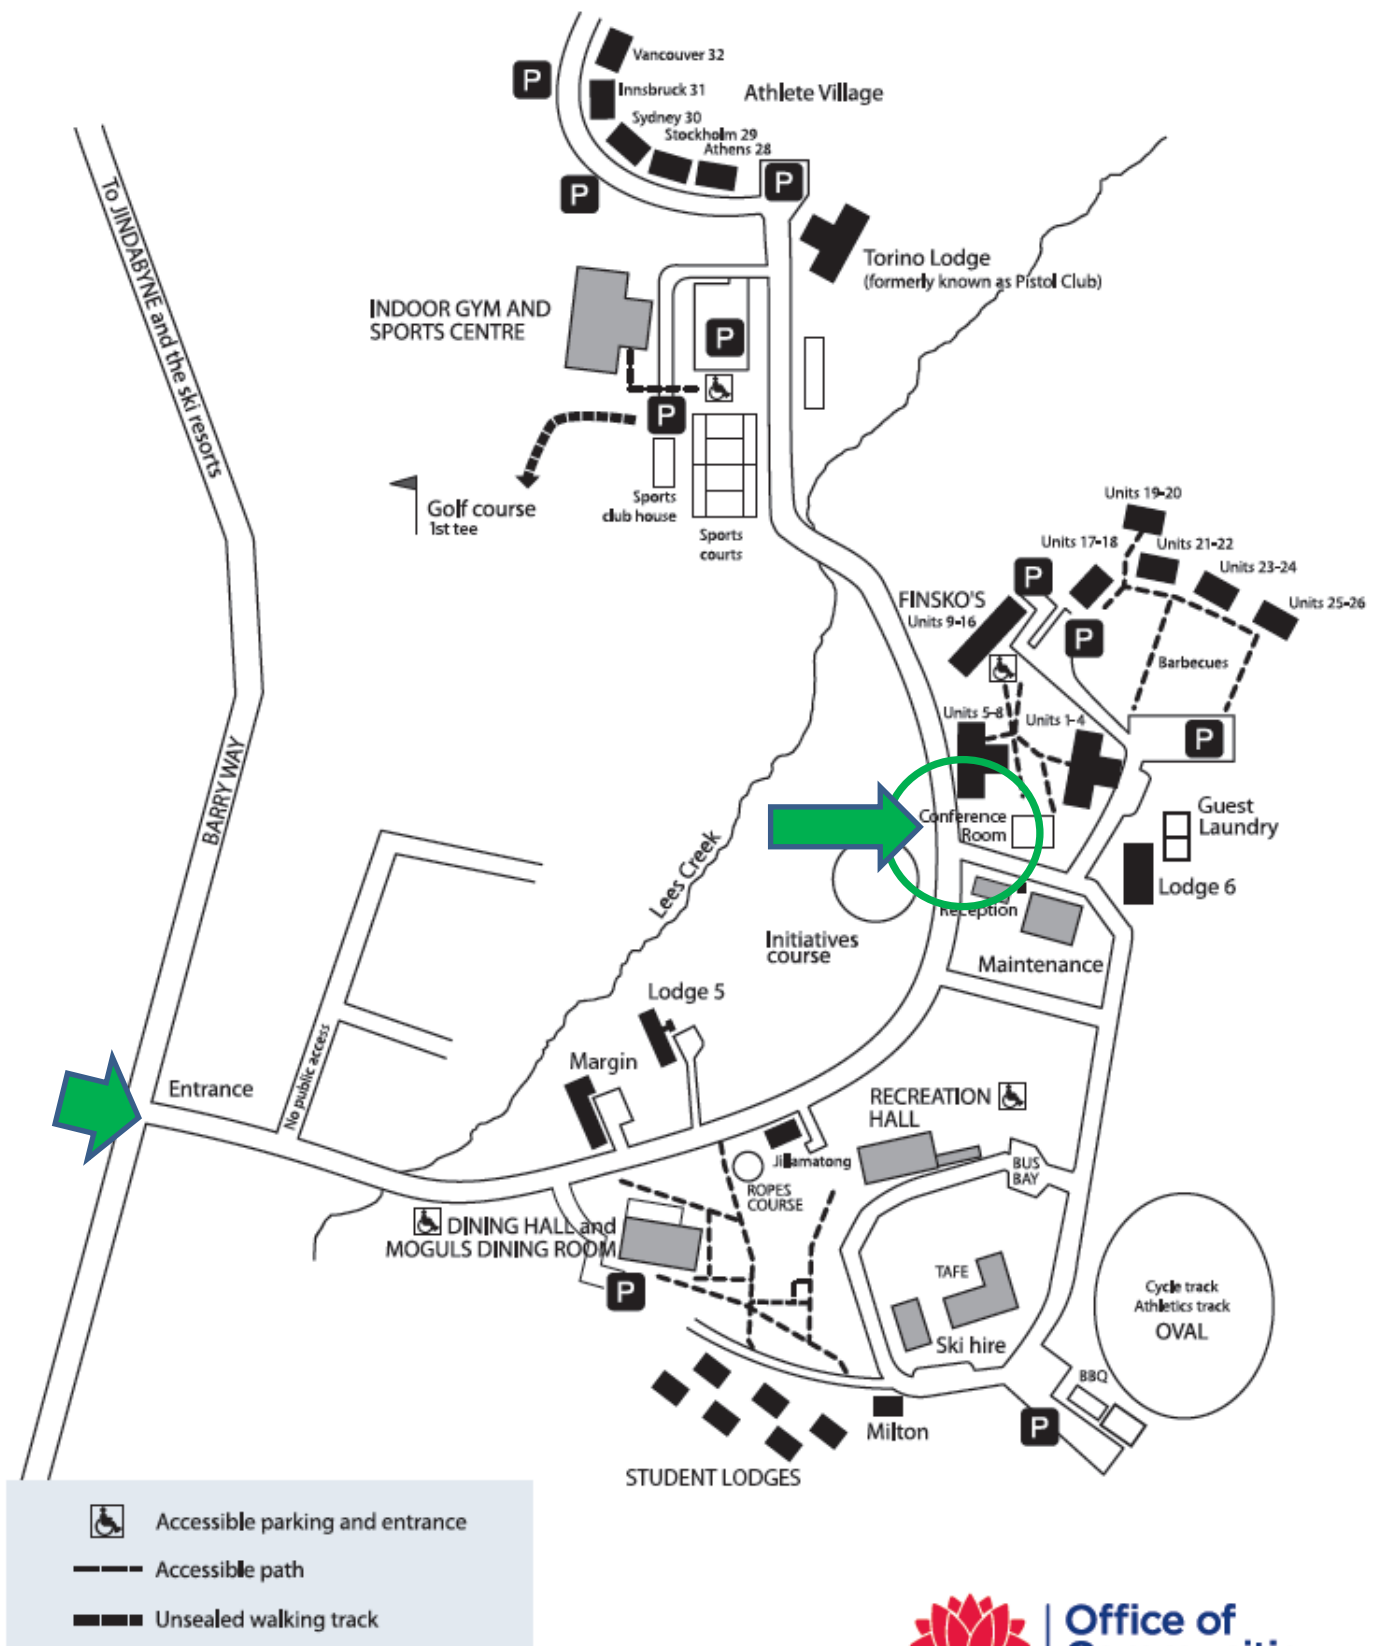 Vancouver 32
P
Innsbruck 31
Athlete Village
Sydney 30
Stockholm 29
Athens 28
P
P
To JINDABYNE and the ski resorts
Torino Lodge
(formerly known as Pistol Club)
INDOOR GYM AND
SPORTS CENTRE
P
P
Golf course
1st tee
Sports
club house
Sports
courts
Units 19-20
Units 17-18
Units 21-22
Units 23-24
Units 25-26
P
FINSKO'S
Units 9-16
P
Barbecues
Units 5-8
Units 1-4
P
BARRY WAY
Conference
Room
Guest
Laundry
Lees Creek
Lodge 6
Reception
Initiatives
course
Maintenance
Lodge 5
Margin
Entrance
No public access
RECREATION
HALL
Jillamatong
BUS
BAY
ROPES
COURSE
DINING HALL and
MOGULS DINING ROOM
P
TAFE
Ski hire
Cycle track
Athletics track
OVAL
BBQ
Milton
P
STUDENT LODGES
Accessible parking and entrance
Accessible path
Unsealed walking track
Office of